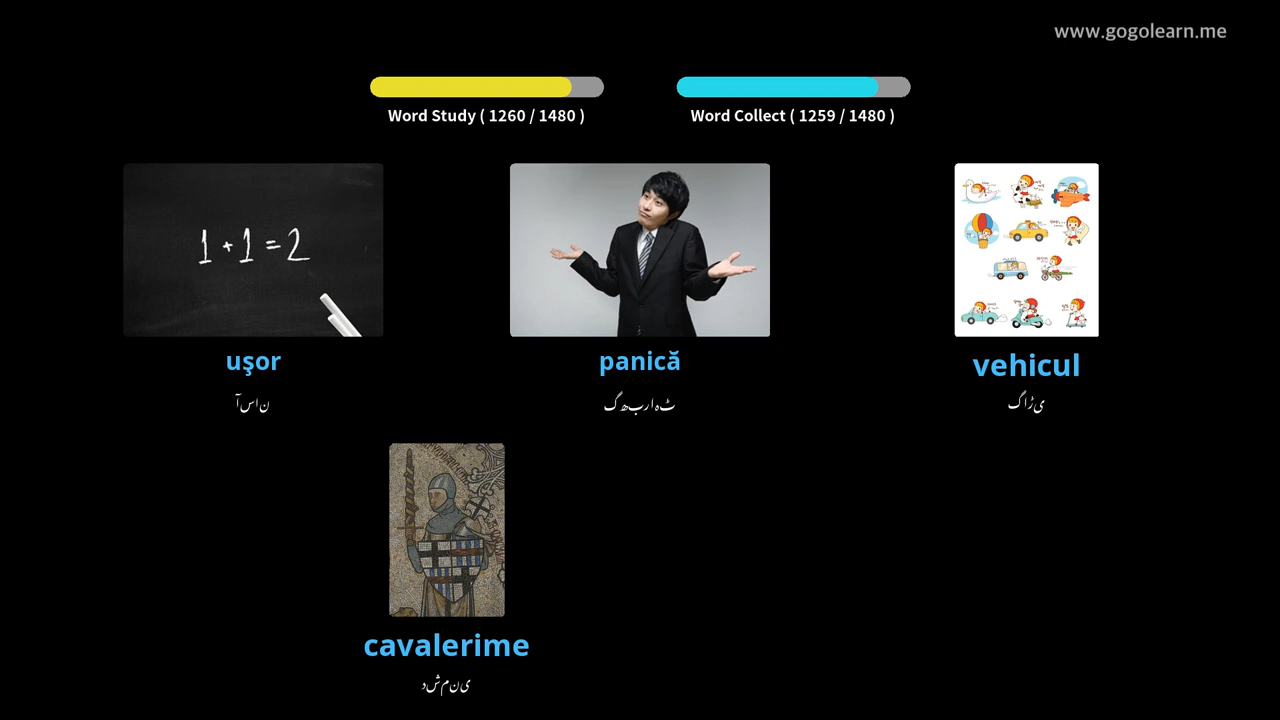 www.gogolearn.me
Word Study ( 1260 / 1480 )
Word Collect ( 1259 / 1480 )
1 + 1 = 2
uşor
panică
vehicul
آسان
گھبراہٹ
گاڑی
cavalerime
دشمنی